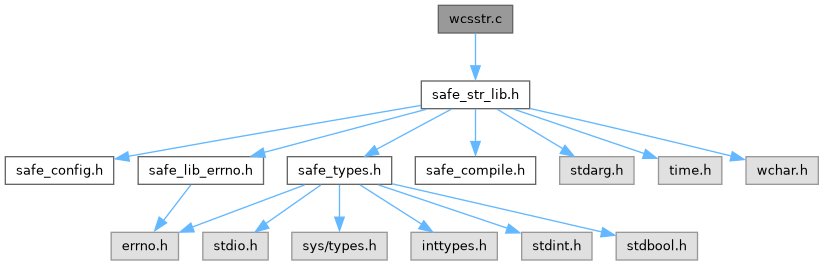 wcsstr.c
safe_str_lib.h
safe_config.h
safe_lib_errno.h
safe_types.h
safe_compile.h
stdarg.h
time.h
wchar.h
errno.h
stdio.h
sys/types.h
inttypes.h
stdint.h
stdbool.h